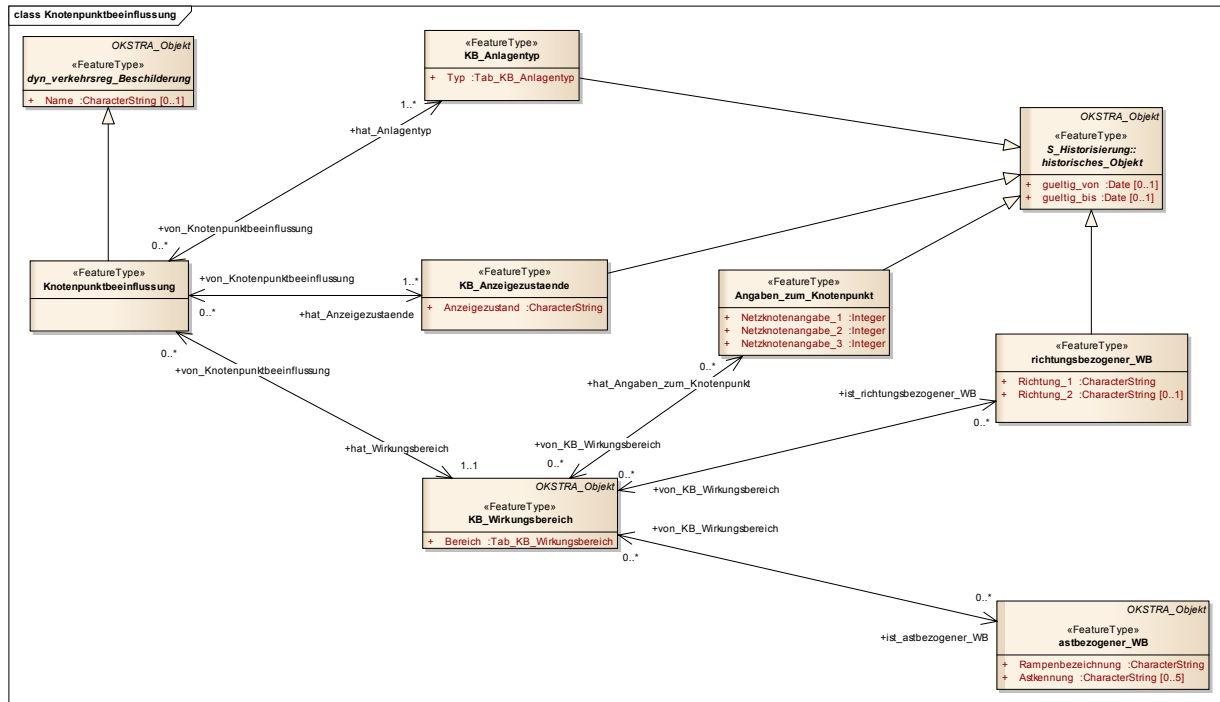 class Knotenpunktbeeinflussung
OKSTRA_Objekt
«FeatureType»
dyn_verkehrsreg_Beschilderung
+ Name :CharacterString [0..1]
«FeatureType»
KB_Anlagentyp
+ Typ :Tab_KB_Anlagentyp
OKSTRA_Objekt
«FeatureType»
S_Historisierung::
historisches_Objekt
+ gueltig_von :Date [0..1]
+ gueltig_bis :Date [0..1]
1..*
+hat_Anlagentyp
+von_Knotenpunktbeeinflussung
0..*
«FeatureType»
Knotenpunktbeeinflussung
+von_Knotenpunktbeeinflussung
1..*
0..*
+hat_Anzeigezustaende
«FeatureType»
KB_Anzeigezustaende
+ Anzeigezustand :CharacterString
«FeatureType»
Angaben_zum_Knotenpunkt
+ Netzknotenangabe_1 :Integer
+ Netzknotenangabe_2 :Integer
+ Netzknotenangabe_3 :Integer
«FeatureType»
richtungsbezogener_WB
+ Richtung_1 :CharacterString
+ Richtung_2 :CharacterString [0..1]
0..*
+von_Knotenpunktbeeinflussung
0..*
+hat_Angaben_zum_Knotenpunkt
+ist_richtungsbezogener_WB
0..*
+hat_Wirkungsbereich
1..1
+von_KB_Wirkungsbereich
0..*
0..*
+von_KB_Wirkungsbereich
OKSTRA_Objekt
«FeatureType»
KB_Wirkungsbereich
+ Bereich :Tab_KB_Wirkungsbereich
+von_KB_Wirkungsbereich
0..*
0..*
+ist_astbezogener_WB
OKSTRA_Objekt
«FeatureType»
astbezogener_WB
+ Rampenbezeichnung :CharacterString
+ Astkennung :CharacterString [0..5]